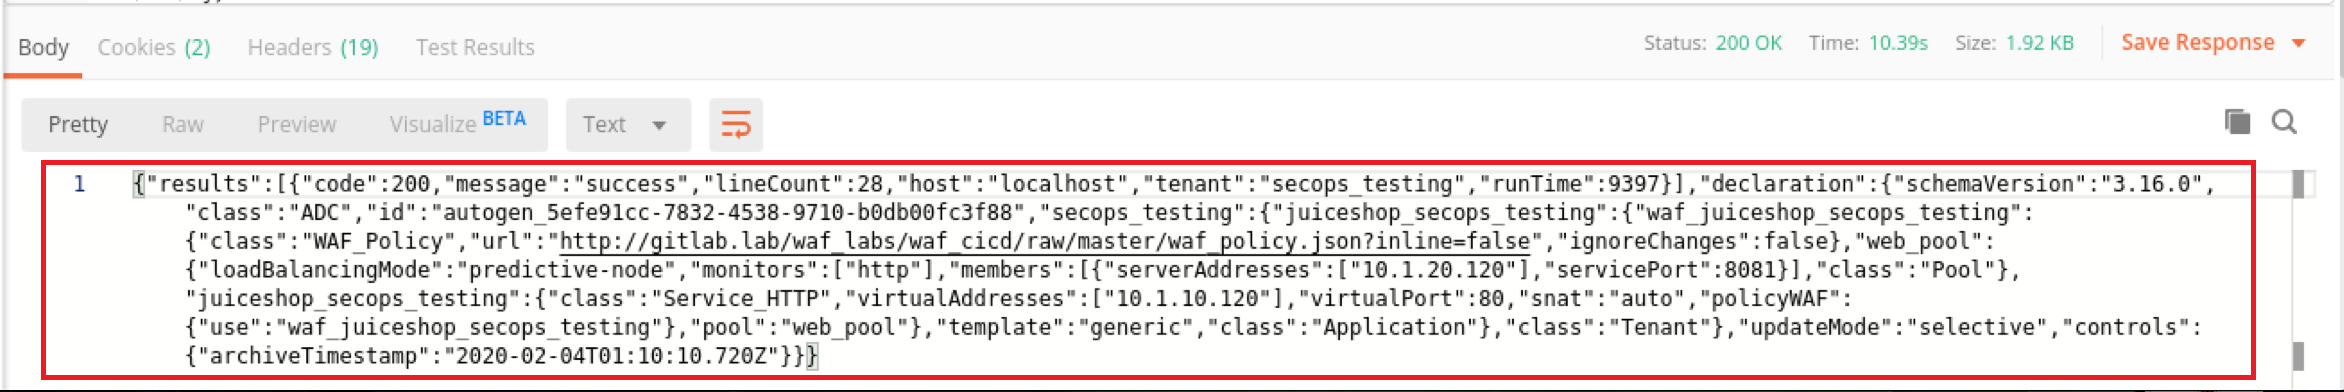 Body Cookies (2) Headers (19) Test Results Status: 200 OK Time: 10.39s Size: 1.92 KB Save Response
Pretty Raw Preview Visualize BETA Text
1 {"results":[{"code":200,"message":"success","lineCount":28,"host":"localhost","tenant":"secops_testing","runTime":9397}],"declaration":{"schemaVersion":"3.16.0",
"class":"ADC","id":"autogen_5efe91cc-7832-4538-9710-b0db00fc3f88","secops_testing":{"juiceshop_secops_testing":{"waf_juiceshop_secops_testing":
{"class":"WAF_Policy","url":"http://gitlab.lab/waf_labs/waf_cicd/raw/master/waf_policy.json?inline=false","ignoreChanges":false},"web_pool":
{"loadBalancingMode":"predictive-node","monitors":["http"],"members":[{"serverAddresses":["10.1.20.120"],"servicePort":8081}],"class":"Pool"},
"juiceshop_secops_testing":{"class":"Service_HTTP","virtualAddresses":["10.1.10.120"],"virtualPort":80,"snat":"auto","policyWAF":
{"use":"waf_juiceshop_secops_testing"},"pool":"web_pool"},"template":"generic","class":"Application"},"class":"Tenant"},"updateMode":"selective","controls":
{"archiveTimestamp":"2020-02-04T01:10:10.720Z"}}}